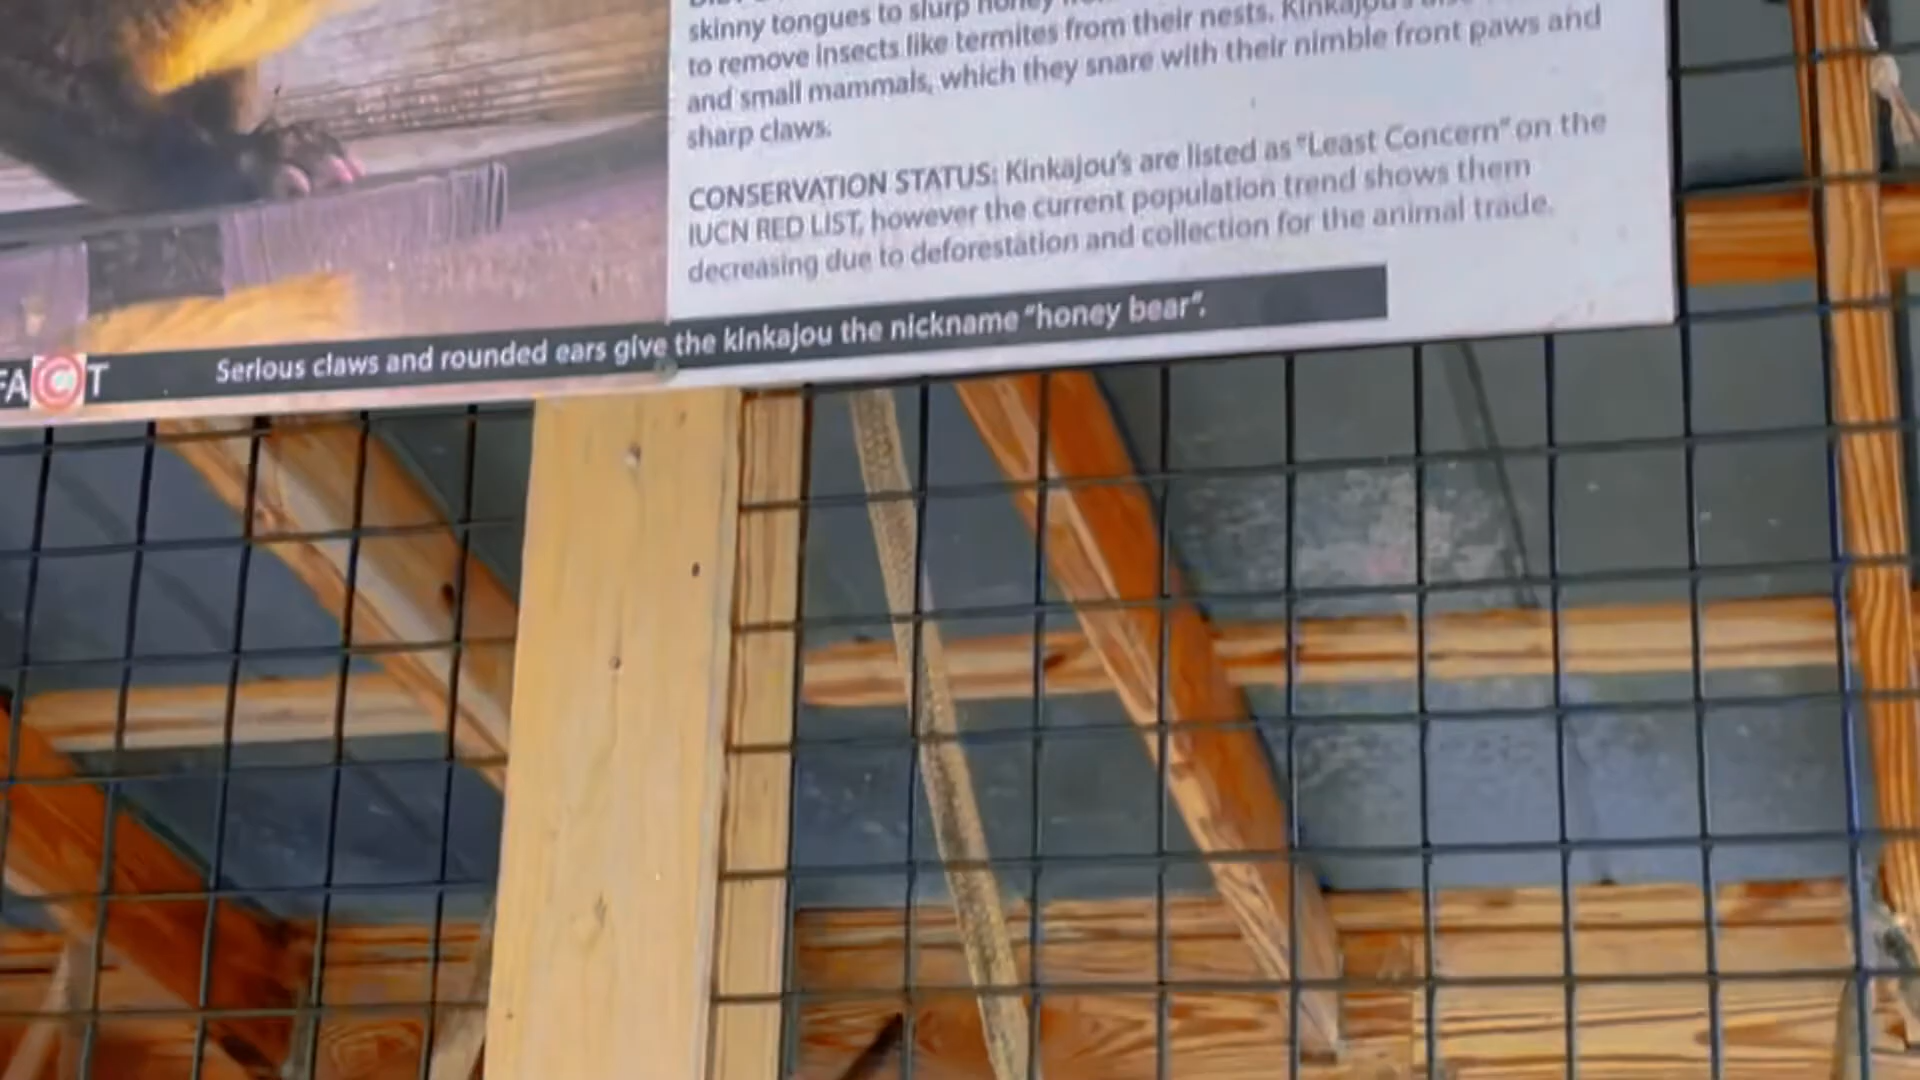 skinny tongues to slurp honey
to remove insects like termites from their nests. Kinkajou's
and small mammals, which they snare with their nimble front paws and
sharp claws.
CONSERVATION STATUS: Kinkajou's are listed as "Least Concern" on the
IUCN RED LIST, however the current population trend shows them
decreasing due to deforestation and collection for the animal trade.
FACT Serious claws and rounded ears give the kinkajou the nickname "honey bear".